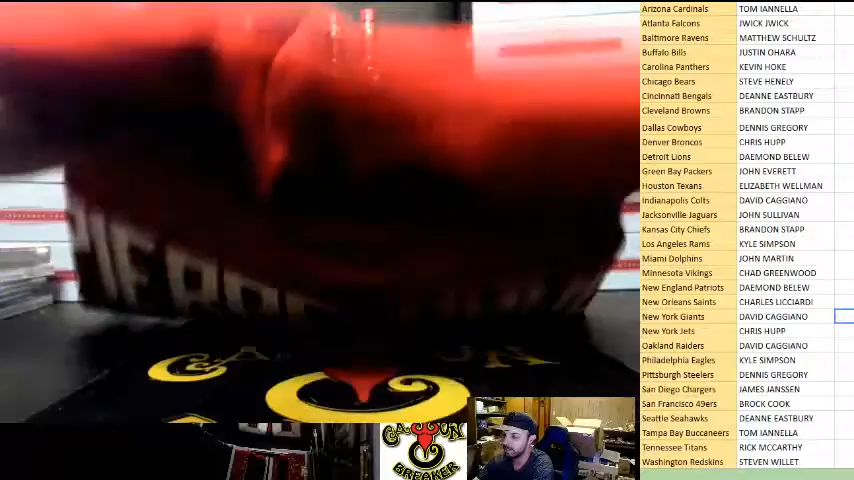 Arizona Cardinals TOM IANNELLA
Atlanta Falcons JWICK JWICK
Baltimore Ravens MATTHEW SCHULTZ
Buffalo Bills JUSTIN OHARA
Carolina Panthers KEVIN HOKE
Chicago Bears STEVE HENELY
Cincinnati Bengals DEANNE EASTBURY
Cleveland Browns BRANDON STAPP
Dallas Cowboys DENNIS GREGORY
Denver Broncos CHRIS HUPP
Detroit Lions DAEMOND BELEW
Green Bay Packers JOHN EVERETT
Houston Texans ELIZABETH WELLMAN
Indianapolis Colts DAVID CAGGIANO
Jacksonville Jaguars JOHN SULLIVAN
Kansas City Chiefs BRANDON STAPP
Los Angeles Rams KYLE SIMPSON
Miami Dolphins JOHN MARTIN
Minnesota Vikings CHAD GREENWOOD
New England Patriots DAEMOND BELEW
New Orleans Saints CHARLES LICCIARDI
New York Giants DAVID CAGGIANO
New York Jets CHRIS HUPP
Oakland Raiders DAVID CAGGIANO
Philadelphia Eagles KYLE SIMPSON
Pittsburgh Steelers DENNIS GREGORY
San Diego Chargers JAMES JANSSEN
San Francisco 49ers BROCK COOK
Seattle Seahawks DEANNE EASTBURY
Tampa Bay Buccaneers TOM IANNELLA
Tennessee Titans RICK MCCARTHY
Washington Redskins STEVEN WILLET
BREAKER